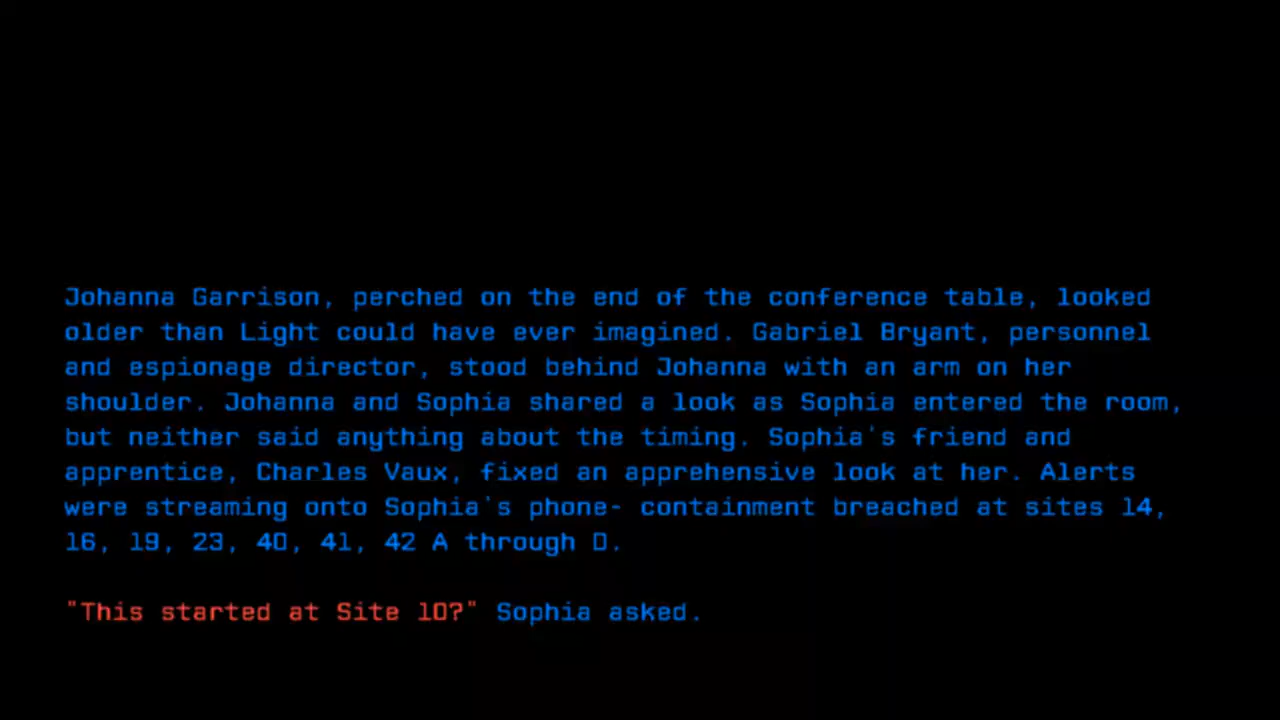 Johanna Garrison, perched on the end of the conference table, looked
older than Light could have ever imagined. Gabriel Bryant, personnel
and espionage director, stood behind Johanna with an arm on her
shoulder. Johanna and Sophia shared a look as Sophia entered the room,
but neither said anything about the timing. Sophia's friend and
apprentice, Charles Vaux, fixed an apprehensive look at her. Alerts
were streaming onto Sophia's phone- containment breached at sites 14,
16, 19, 23, 40, 41, 42 A through D.
"This started at Site 10?" Sophia asked.